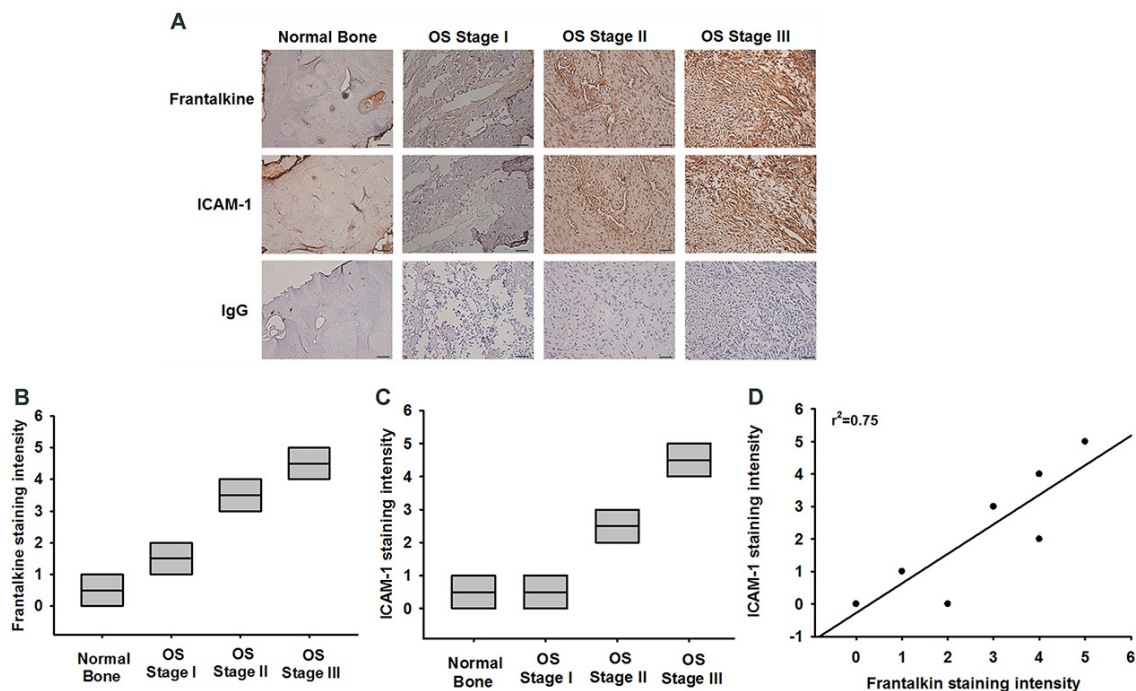 A
Normal Bone
OS Stage I
OS Stage II
OS Stage III
Frantalkine
ICAM-1
IgG
B
Frantalkine staining intensity
6
5
4
3
2
1
0
Normal
Bone
OS
Stage I
OS
Stage II
OS
Stage III
C
ICAM-1 staining intensity
6
5
4
3
2
1
0
Normal
Bone
OS
Stage I
OS
Stage II
OS
Stage III
D
r²=0.75
ICAM-1 staining intensity
6
5
4
3
2
1
0
-1
0 1 2 3 4 5 6
Frantalkin staining intensity